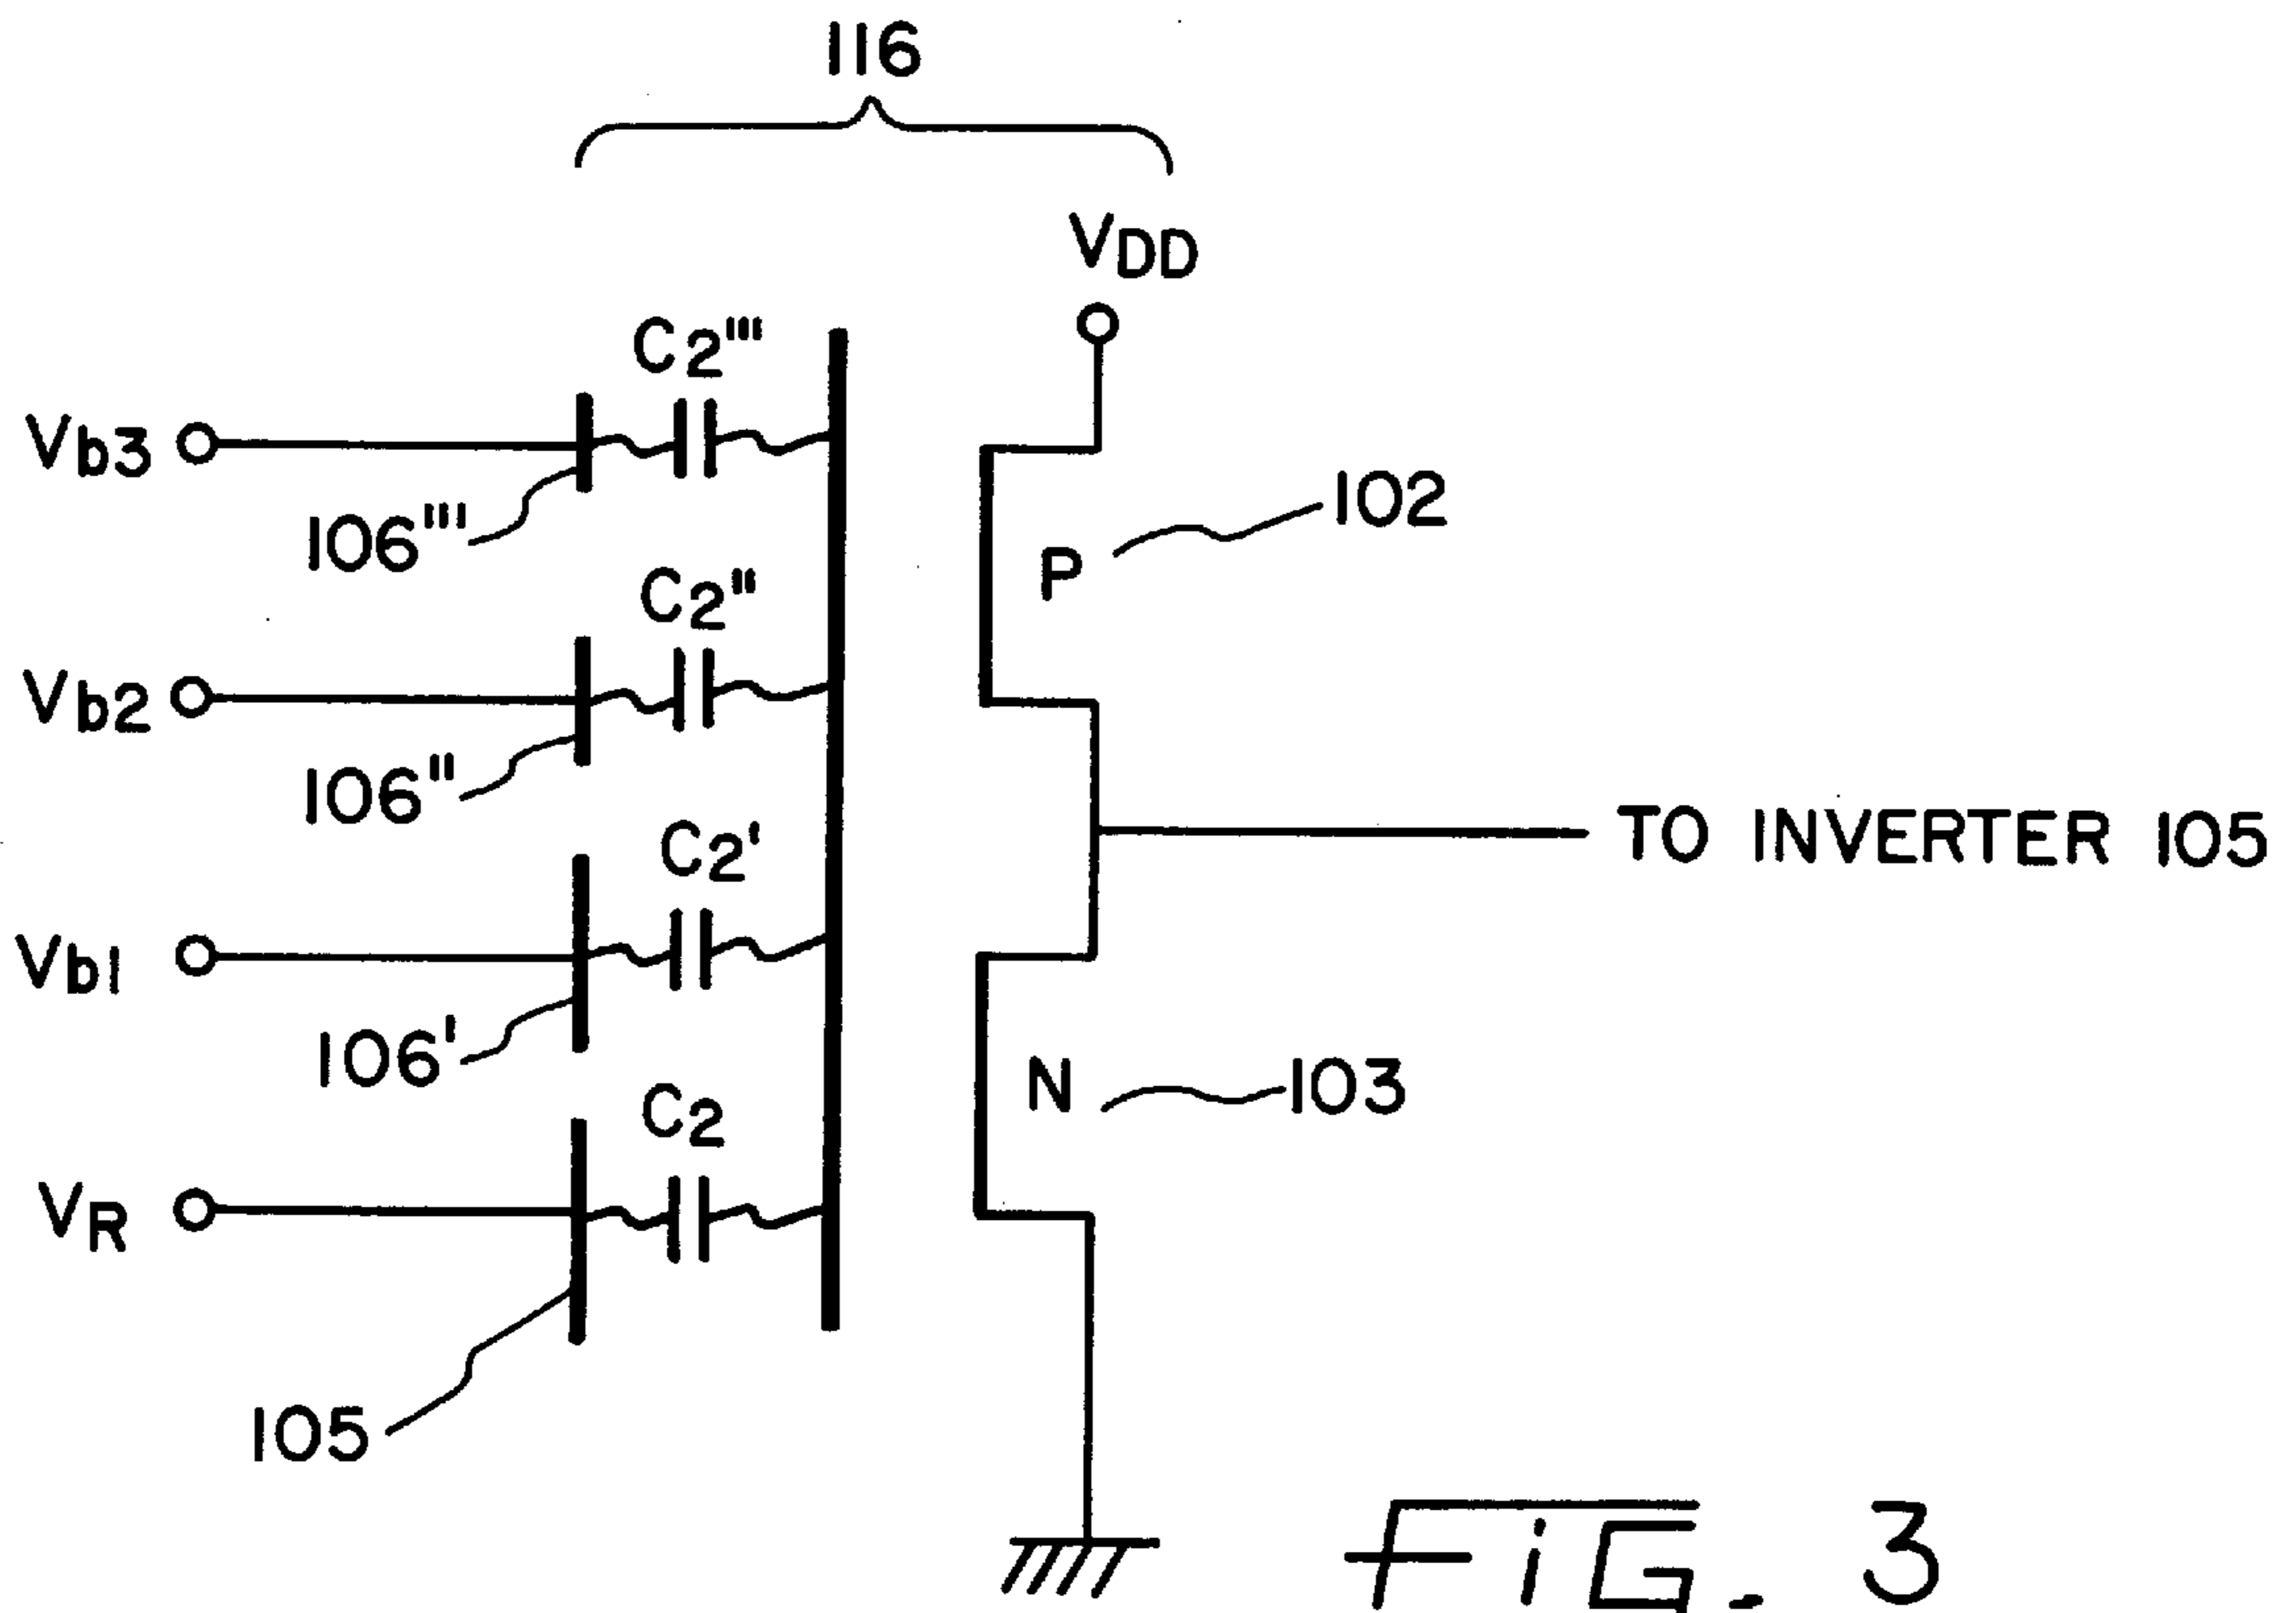 116
VDD
C2'''
Vb3
106'''
102
P
C2''
Vb2
106''
C2'
TO INVERTER 105
Vb1
106'
N
103
C2
VR
105
FIG. 3